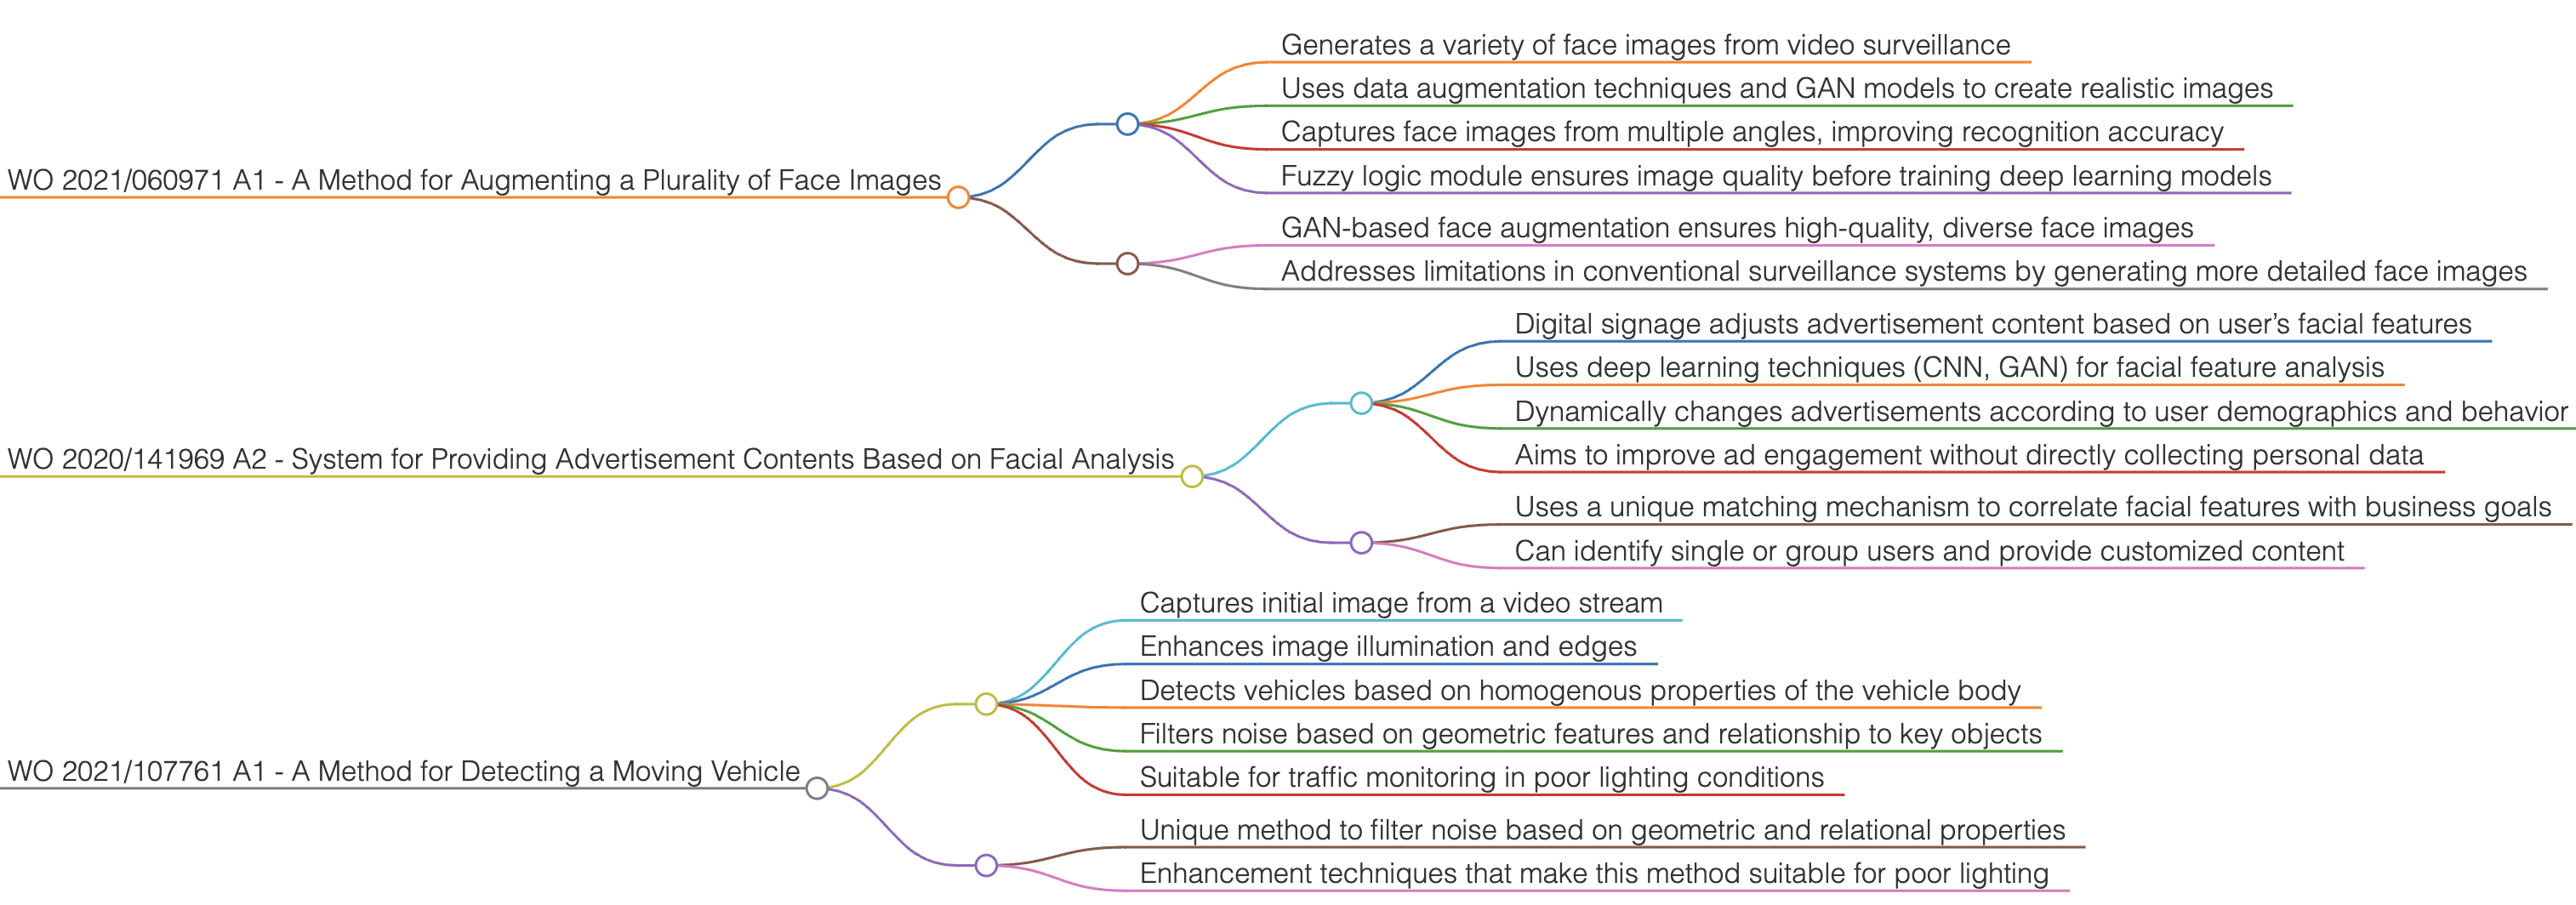 WO 2021/060971 A1 - A Method for Augmenting a Plurality of Face Images
Generates a variety of face images from video surveillance
Uses data augmentation techniques and GAN models to create realistic images
Captures face images from multiple angles, improving recognition accuracy
Fuzzy logic module ensures image quality before training deep learning models
GAN-based face augmentation ensures high-quality, diverse face images
Addresses limitations in conventional surveillance systems by generating more detailed face images
WO 2020/141969 A2 - System for Providing Advertisement Contents Based on Facial Analysis
Digital signage adjusts advertisement content based on user’s facial features
Uses deep learning techniques (CNN, GAN) for facial feature analysis
Dynamically changes advertisements according to user demographics and behavior
Aims to improve ad engagement without directly collecting personal data
Uses a unique matching mechanism to correlate facial features with business goals
Can identify single or group users and provide customized content
WO 2021/107761 A1 - A Method for Detecting a Moving Vehicle
Captures initial image from a video stream
Enhances image illumination and edges
Detects vehicles based on homogenous properties of the vehicle body
Filters noise based on geometric features and relationship to key objects
Suitable for traffic monitoring in poor lighting conditions
Unique method to filter noise based on geometric and relational properties
Enhancement techniques that make this method suitable for poor lighting